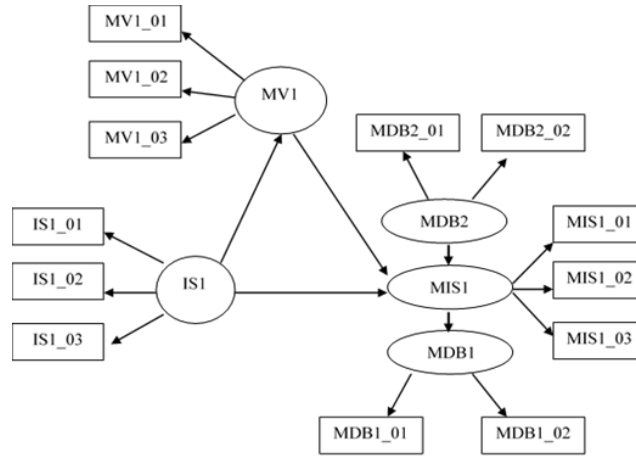 MV1_01
MV1_02
MV1_03
MV1
MDB2_01
MDB2_02
MDB2
IS1_01
IS1_02
IS1_03
IS1
MIS1
MIS1_01
MIS1_02
MIS1_03
MDB1
MDB1_01
MDB1_02